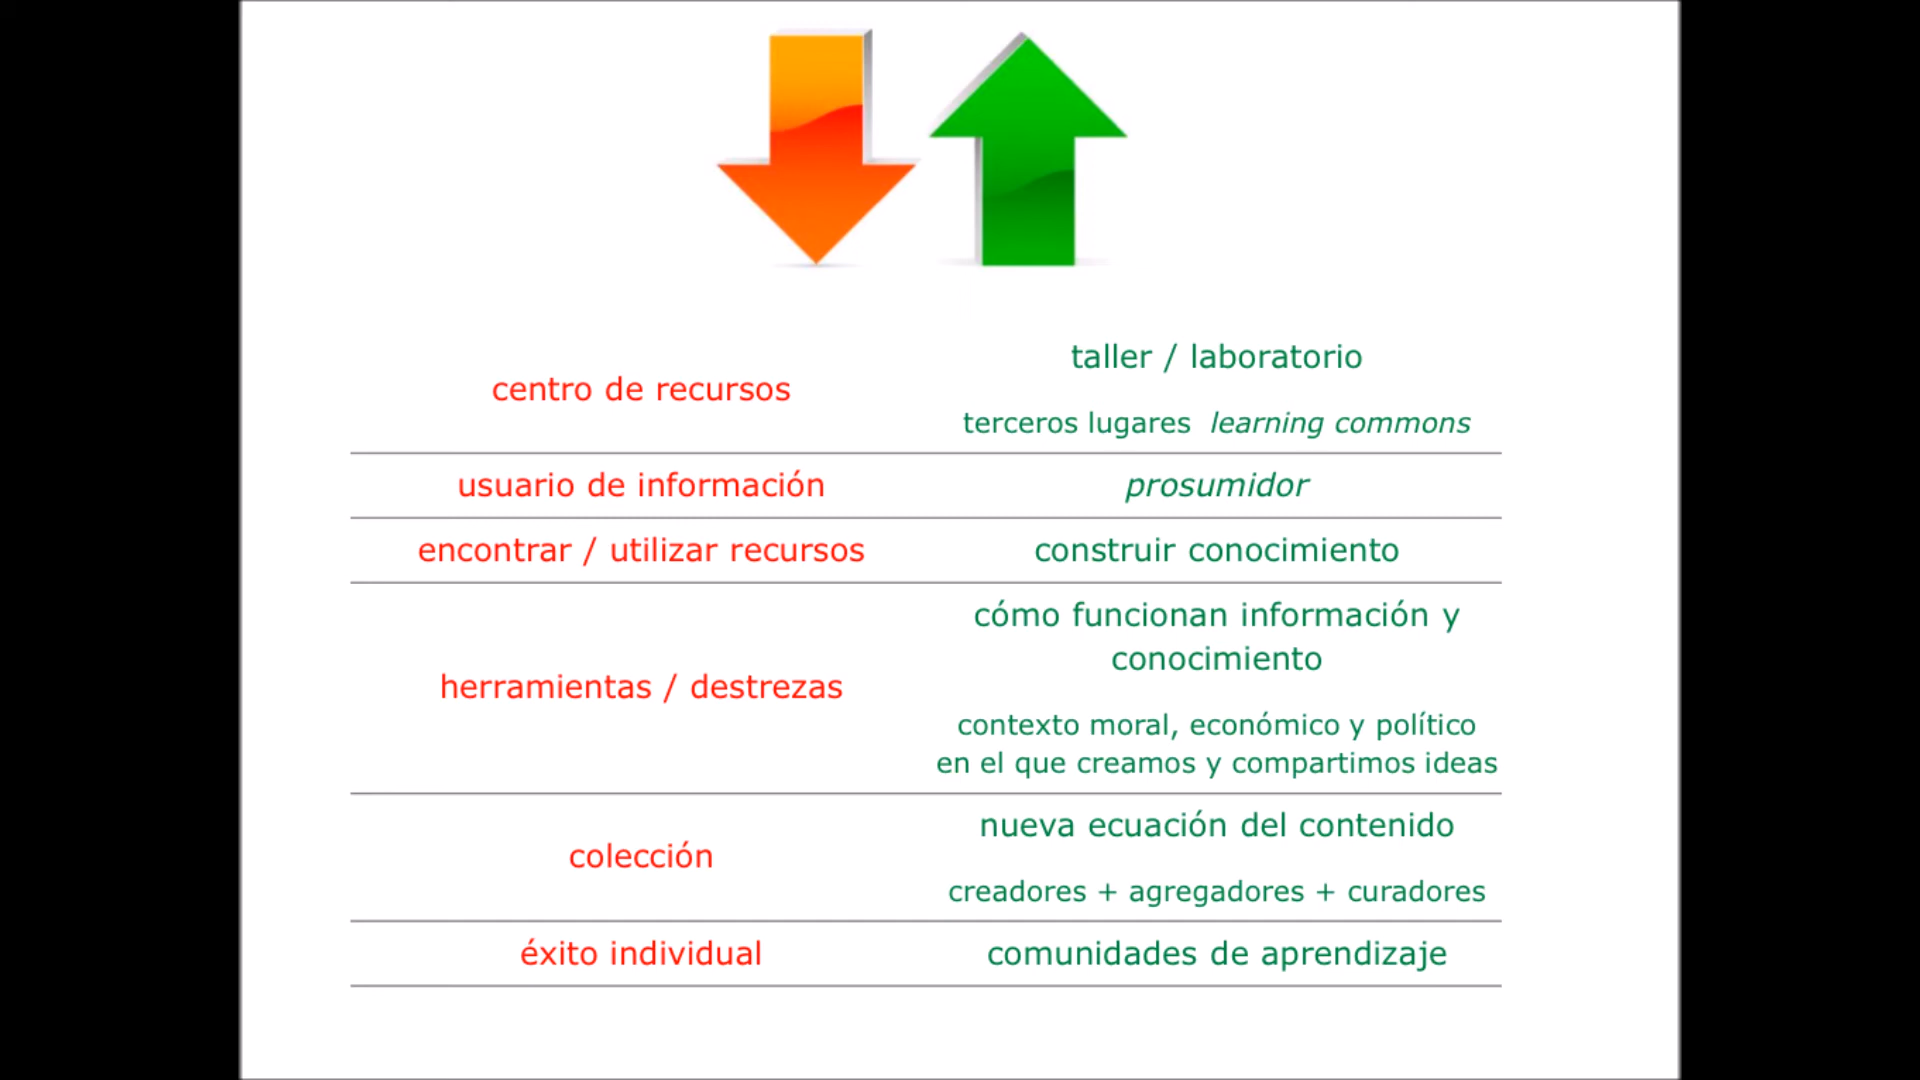 centro de recursos
taller / laboratorio
terceros lugares learning commons
usuario de información
prosumidor
encontrar / utilizar recursos
construir conocimiento
herramientas / destrezas
cómo funcionan información y
conocimiento
contexto moral, económico y político
en el que creamos y compartimos ideas
colección
nueva ecuación del contenido
creadores + agregadores + curadores
éxito individual
comunidades de aprendizaje